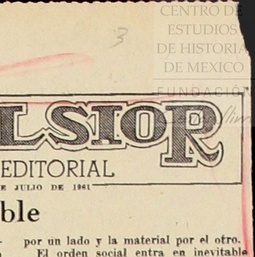 3
CENTRO DE
ESTUDIOS
DE HISTORIA
DE MEXICO
FUNDACIÓN
LSIOR
EDITORIAL
E JULIO DE 1961
ble
por un lado y la material por el otro.
El orden social entra en inevitable